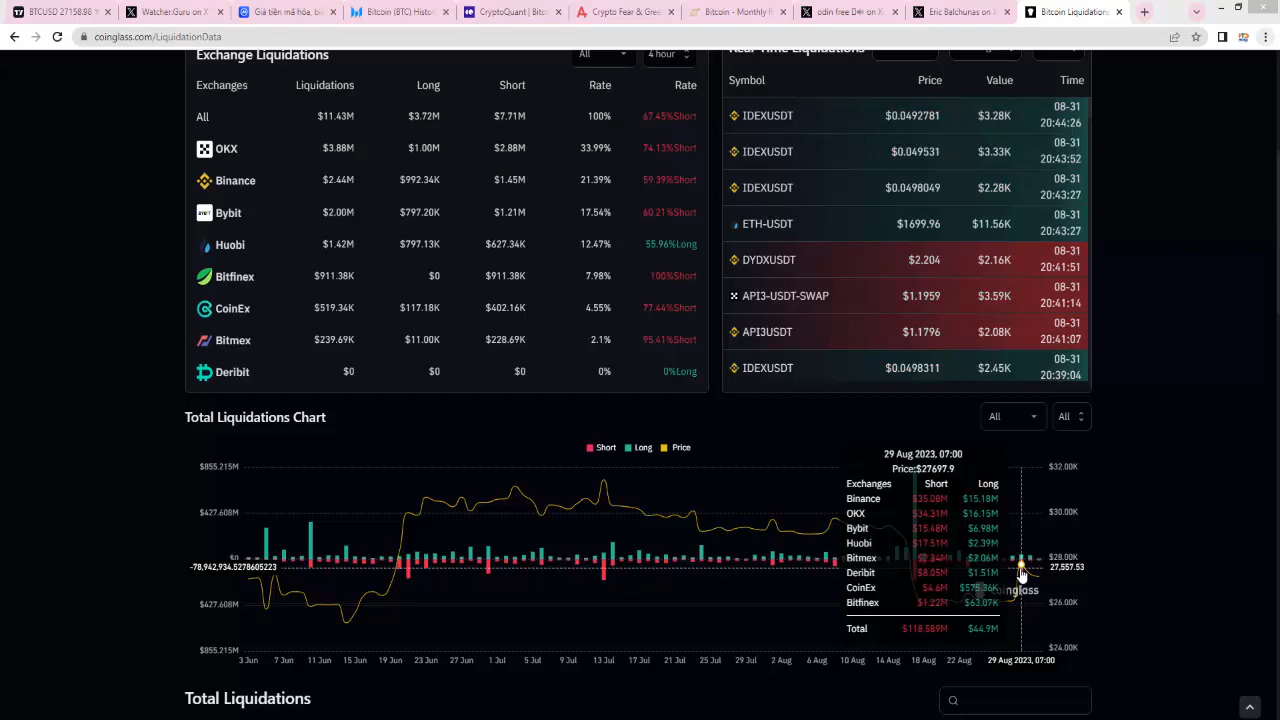 BTCUSD 27158.98
Watcher.Guru on X
Giá tiền mã hóa, bi
Bitcoin (BTC) Histor
CryptoQuant | Bitc
Crypto Fear & Gree
Bitcoin - Monthly R
odin free D on X
Eric Balchunas on X
Bitcoin Liquidations
coinglass.com/LiquidationData
Exchange Liquidations All 4 hour
Exchanges Liquidations Long Short Rate Rate
All $11.43M $3.72M $7.71M 100% 67.45%Short
OKX $3.88M $1.00M $2.88M 33.99% 74.13%Short
Binance $2.44M $992.34K $1.45M 21.39% 59.39%Short
Bybit $2.00M $797.20K $1.21M 17.54% 60.21%Short
Huobi $1.42M $797.13K $627.34K 12.47% 55.96%Long
Bitfinex $911.38K $0 $911.38K 7.98% 100%Short
CoinEx $519.34K $117.18K $402.16K 4.55% 77.44%Short
Bitmex $239.69K $11.00K $228.69K 2.1% 95.41%Short
Deribit $0 $0 $0 0% 0%Long
Real-Time Liquidations
Symbol Price Value Time
IDEXUSDT $0.0492781 $3.28K 08-31 20:44:26
IDEXUSDT $0.049531 $3.33K 08-31 20:43:52
IDEXUSDT $0.0498049 $2.28K 08-31 20:43:27
ETH-USDT $1699.96 $11.56K 08-31 20:43:27
DYDXUSDT $2.204 $2.16K 08-31 20:41:51
API3-USDT-SWAP $1.1959 $3.59K 08-31 20:41:14
API3USDT $1.1796 $2.08K 08-31 20:41:07
IDEXUSDT $0.0498311 $2.45K 08-31 20:39:04
Total Liquidations Chart All All
Short Long Price
$855.215M
$477.608M
$0
-78,942,934.5278605223
$477.608M
$855.215M
29 Aug 2023, 07:00
Price:$27697.9
Exchanges Short Long
Binance $35.08M $15.18M
OKX $34.31M $16.15M
Bybit $15.48M $6.98M
Huobi $17.51M $2.39M
Bitmex $2.34M $2.06M
Deribit $8.05M $1.51M
CoinEx $4.6M $575.36K
Bitfinex $1.22M $63.07K
Total $118.589M $44.9M
$32.00K
$30.00K
$28.00K
27,557.53
$26.00K
$24.00K
coinglass
3 Jun 7 Jun 11 Jun 15 Jun 19 Jun 23 Jun 27 Jun 1 Jul 5 Jul 9 Jul 13 Jul 17 Jul 21 Jul 25 Jul 29 Jul 2 Aug 6 Aug 10 Aug 14 Aug 18 Aug 22 Aug 29 Aug 2023, 07:00
Total Liquidations